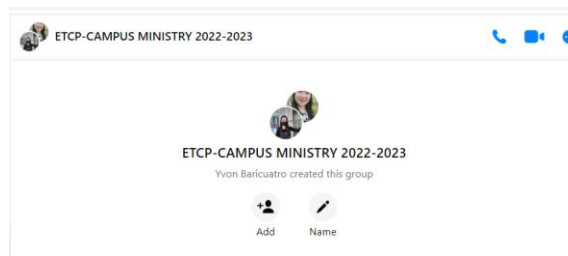 ETCP-CAMPUS MINISTRY 2022-2023
ETCP-CAMPUS MINISTRY 2022-2023
Yvon Baricuatro created this group
Add Name